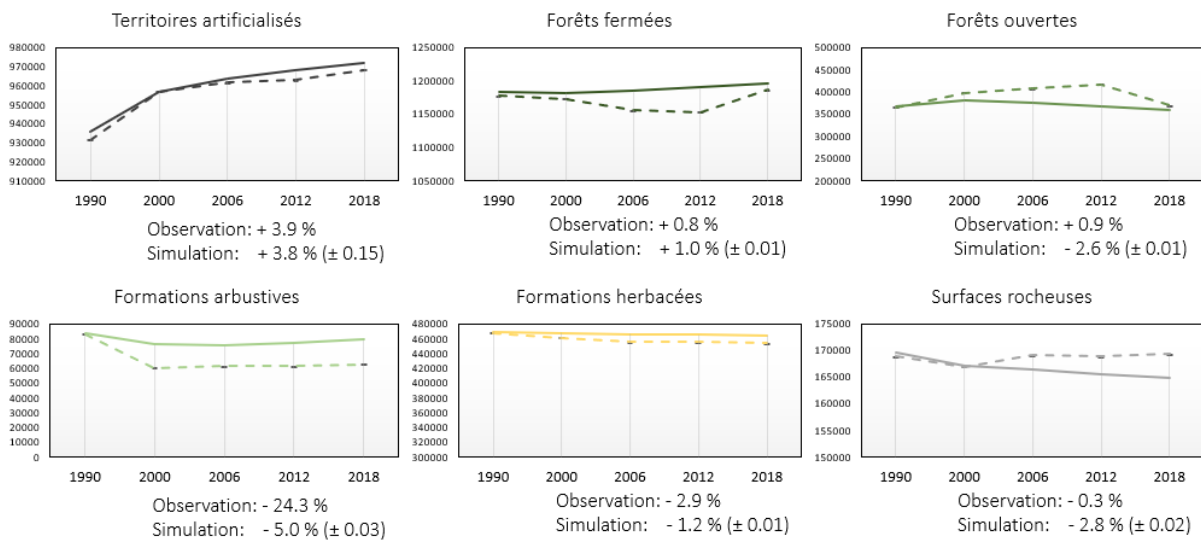 Territoires artificialisés
980000
970000
960000
950000
940000
930000
920000
910000
1990 2000 2006 2012 2018
Observation: + 3.9 %
Simulation: + 3.8 % (± 0.15)
Forêts fermées
1250000
1200000
1150000
1100000
1050000
1990 2000 2006 2012 2018
Observation: + 0.8 %
Simulation: + 1.0 % (± 0.01)
Forêts ouvertes
500000
450000
400000
350000
300000
250000
200000
1990 2000 2006 2012 2018
Observation: + 0.9 %
Simulation: - 2.6 % (± 0.01)
Formations arbustives
90000
80000
70000
60000
50000
40000
30000
20000
10000
0
1990 2000 2006 2012 2018
Observation: - 24.3 %
Simulation: - 5.0 % (± 0.03)
Formations herbacées
480000
460000
440000
420000
400000
380000
360000
340000
320000
300000
1990 2000 2006 2012 2018
Observation: - 2.9 %
Simulation: - 1.2 % (± 0.01)
Surfaces rocheuses
175000
170000
165000
160000
155000
150000
1990 2000 2006 2012 2018
Observation: - 0.3 %
Simulation: - 2.8 % (± 0.02)